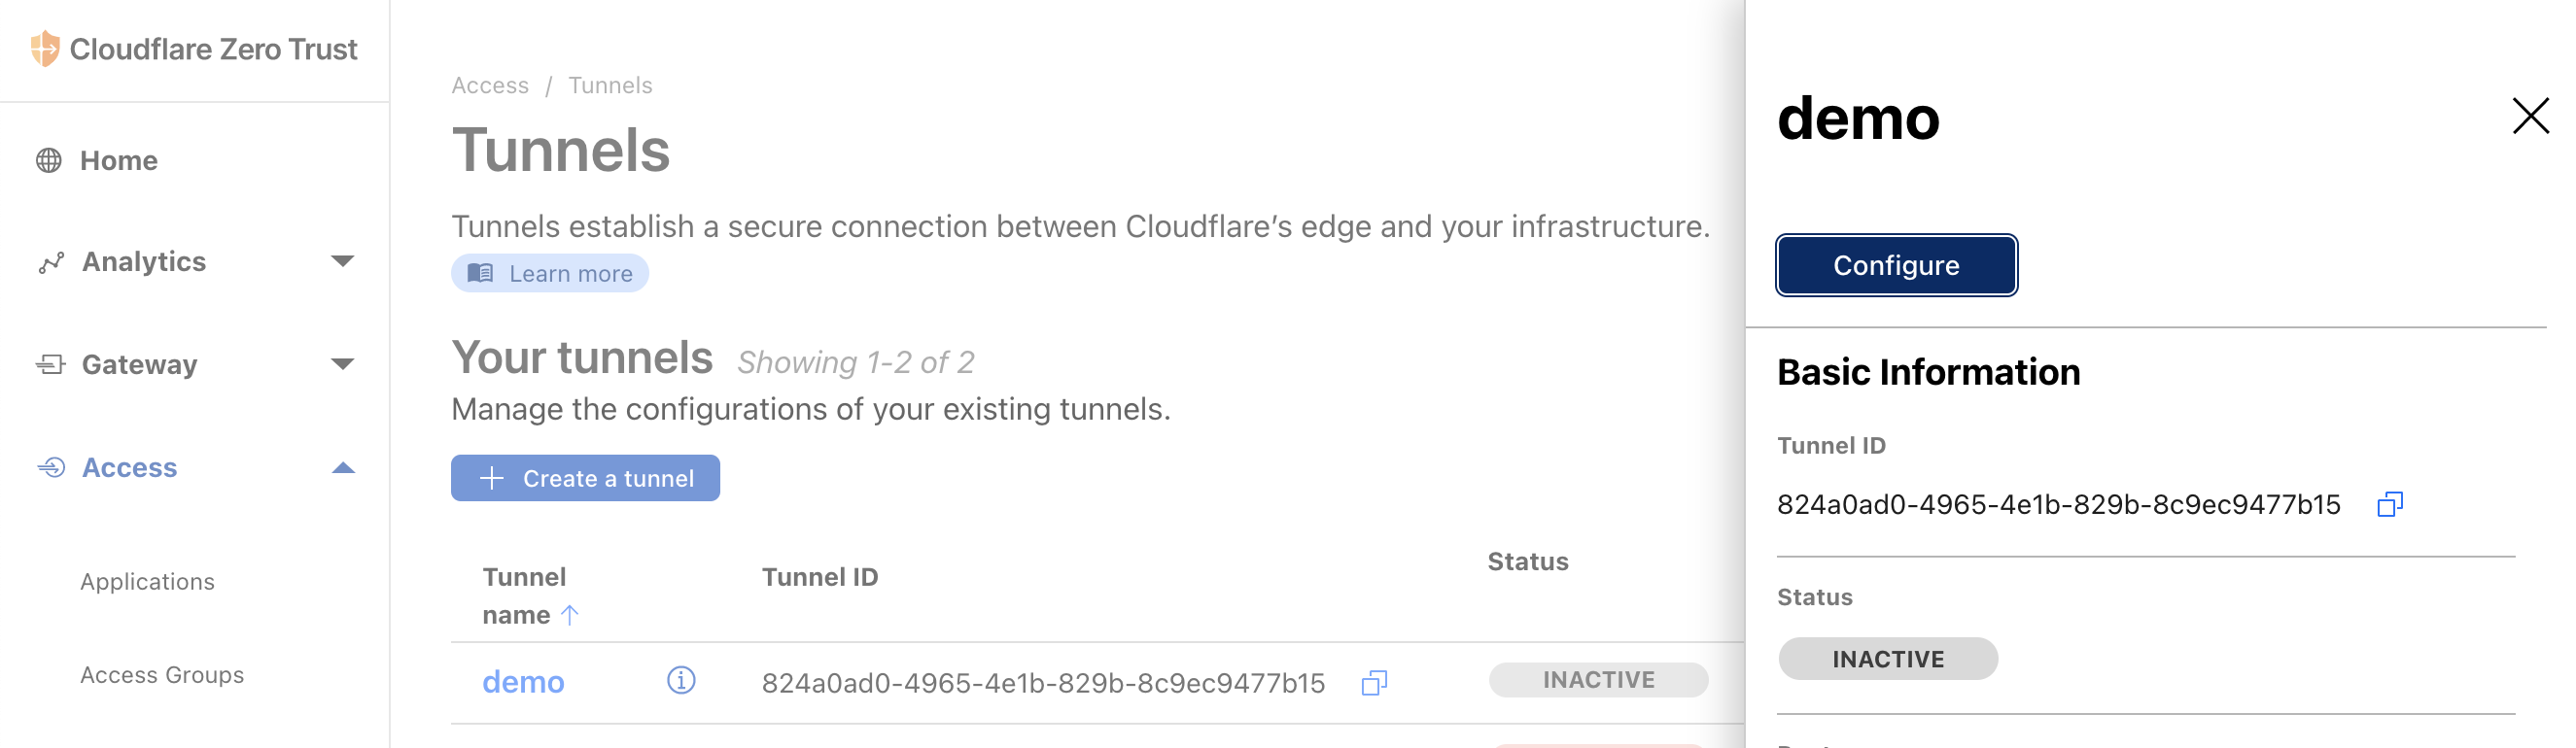 Cloudflare Zero Trust
Home
Analytics
Gateway
Access
Applications
Access Groups
Access / Tunnels
Tunnels
Tunnels establish a secure connection between Cloudflare’s edge and your infrastructure.
Learn more
Your tunnels Showing 1-2 of 2
Manage the configurations of your existing tunnels.
Create a tunnel
Tunnel name Tunnel ID Status
demo 824a0ad0-4965-4e1b-829b-8c9ec9477b15 INACTIVE
demo
Configure
Basic Information
Tunnel ID
824a0ad0-4965-4e1b-829b-8c9ec9477b15
Status
INACTIVE